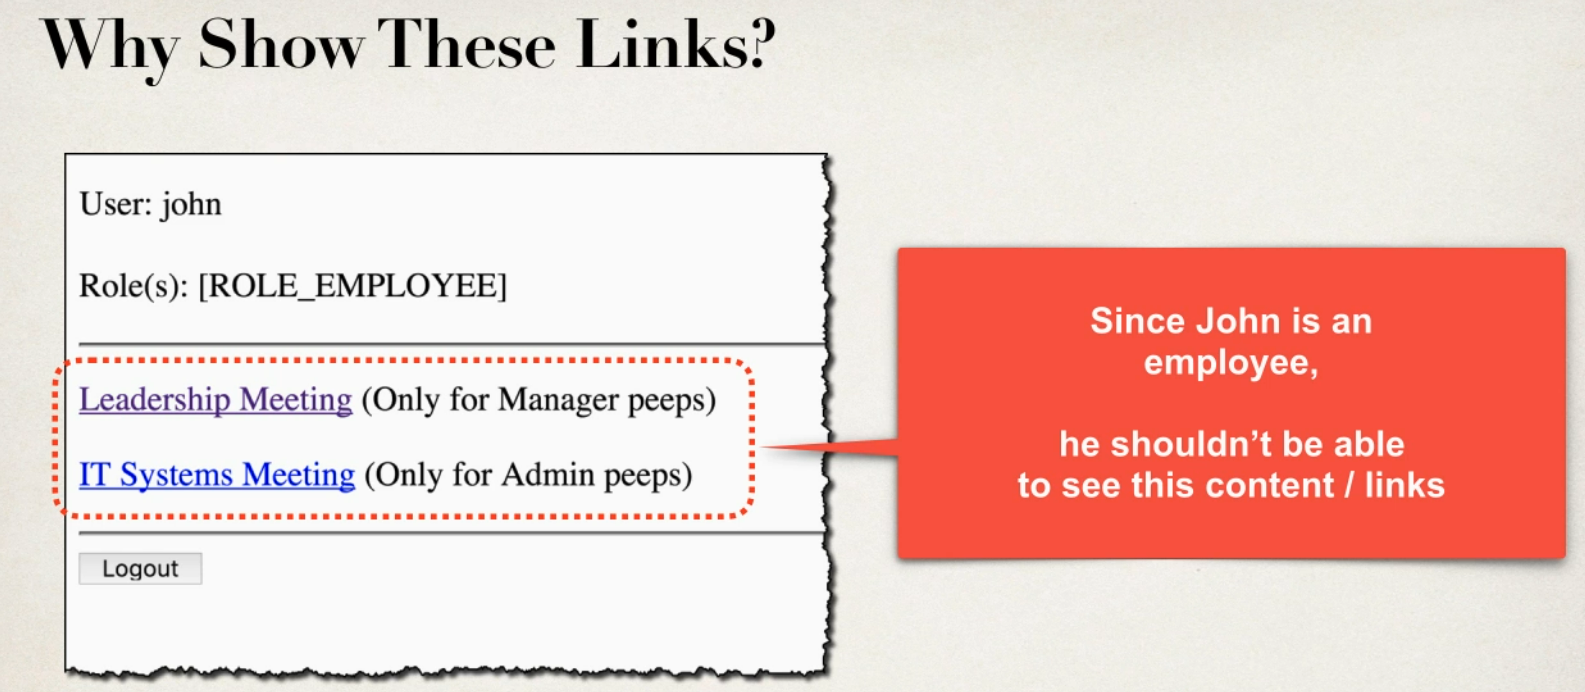 Why Show These Links?
User: john
Role(s): [ROLE_EMPLOYEE]
Leadership Meeting (Only for Manager peeps)
IT Systems Meeting (Only for Admin peeps)
Logout
Since John is an
employee,
he shouldn’t be able
to see this content / links